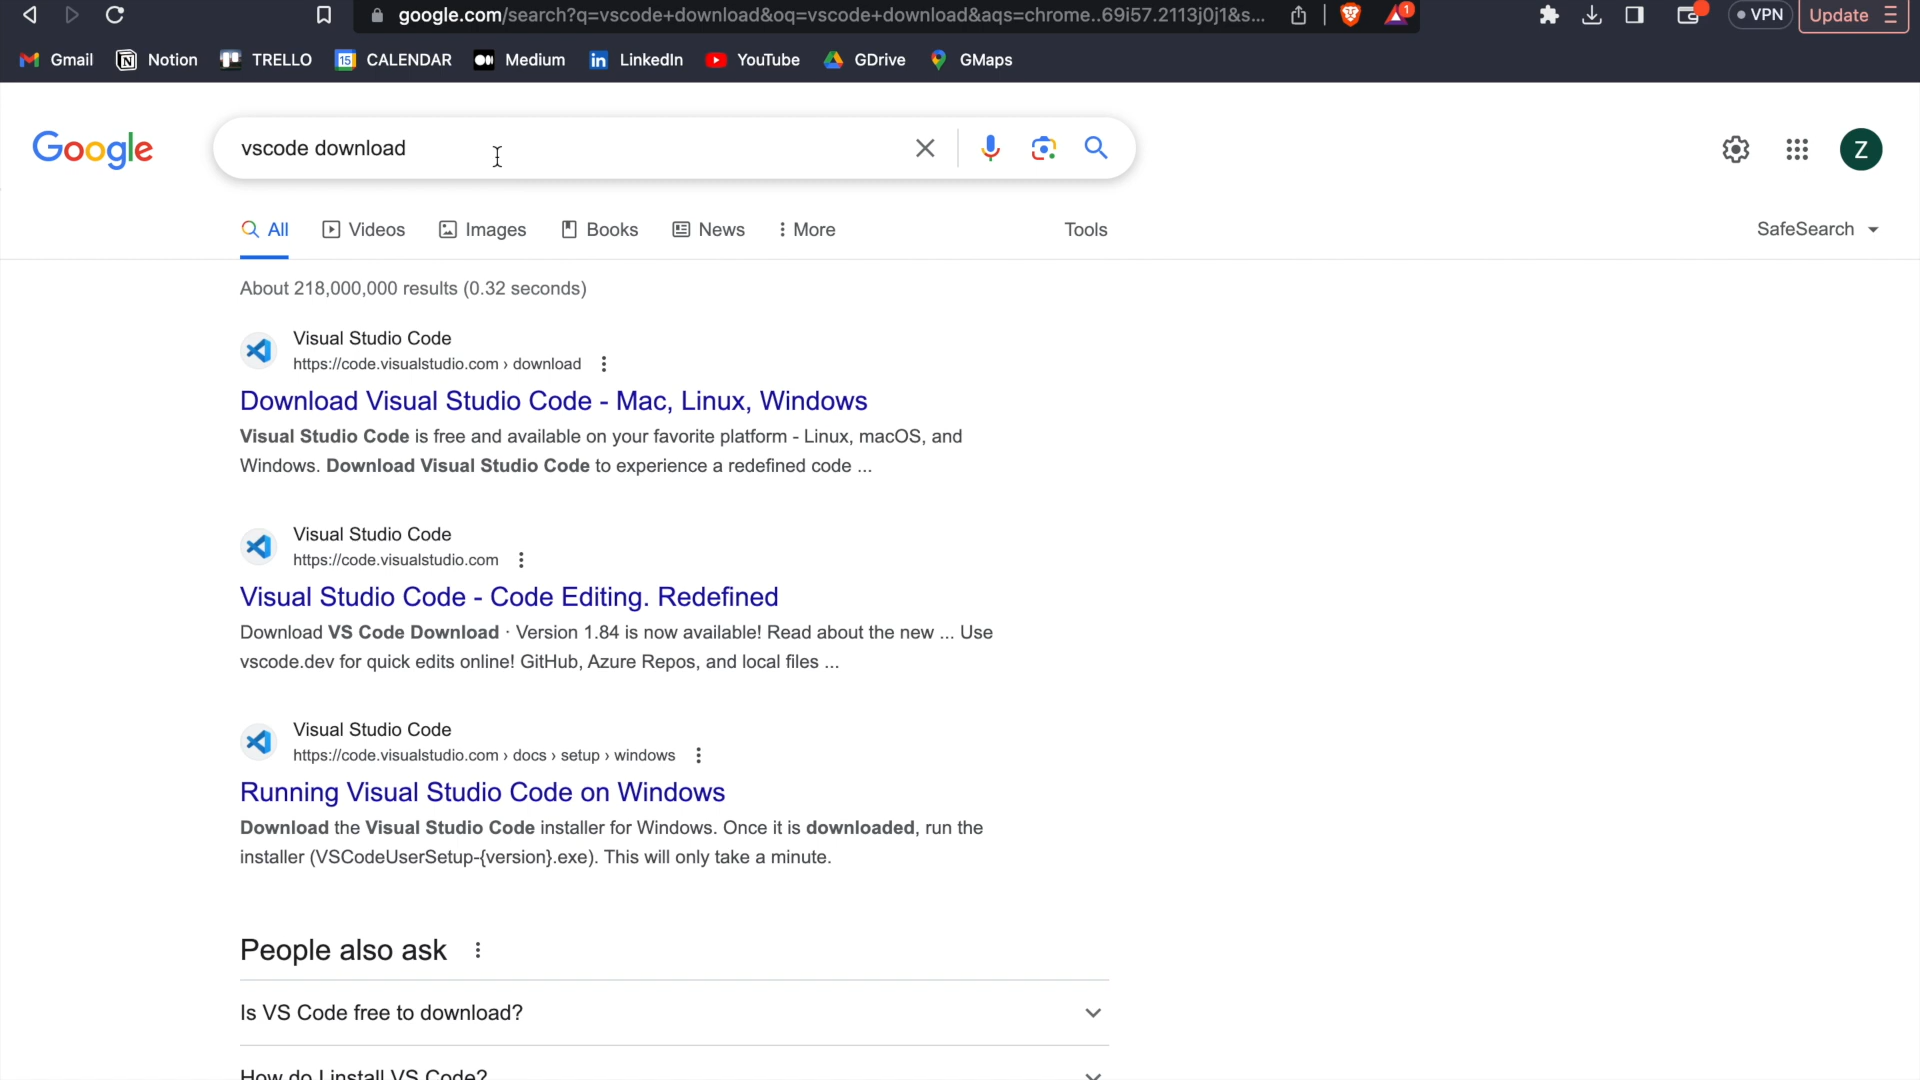 google.com/search?q=vscode+download&oq=vscode+download&aqs=chrome..69i57.2113j0j1&s...
1
VPN
Update
Gmail
Notion
TRELLO
15
CALENDAR
Medium
in
LinkedIn
YouTube
GDrive
GMaps
Google
vscode download
Z
All
Videos
Images
Books
News
More
Tools
SafeSearch
About 218,000,000 results (0.32 seconds)
Visual Studio Code
https://code.visualstudio.com › download
Download Visual Studio Code - Mac, Linux, Windows
Visual Studio Code is free and available on your favorite platform - Linux, macOS, and
Windows. Download Visual Studio Code to experience a redefined code ...
Visual Studio Code
https://code.visualstudio.com
Visual Studio Code - Code Editing. Redefined
Download VS Code Download · Version 1.84 is now available! Read about the new ... Use
vscode.dev for quick edits online! GitHub, Azure Repos, and local files ...
Visual Studio Code
https://code.visualstudio.com › docs › setup › windows
Running Visual Studio Code on Windows
Download the Visual Studio Code installer for Windows. Once it is downloaded, run the
installer (VSCodeUserSetup-{version}.exe). This will only take a minute.
People also ask
Is VS Code free to download?
How do I install VS Code?